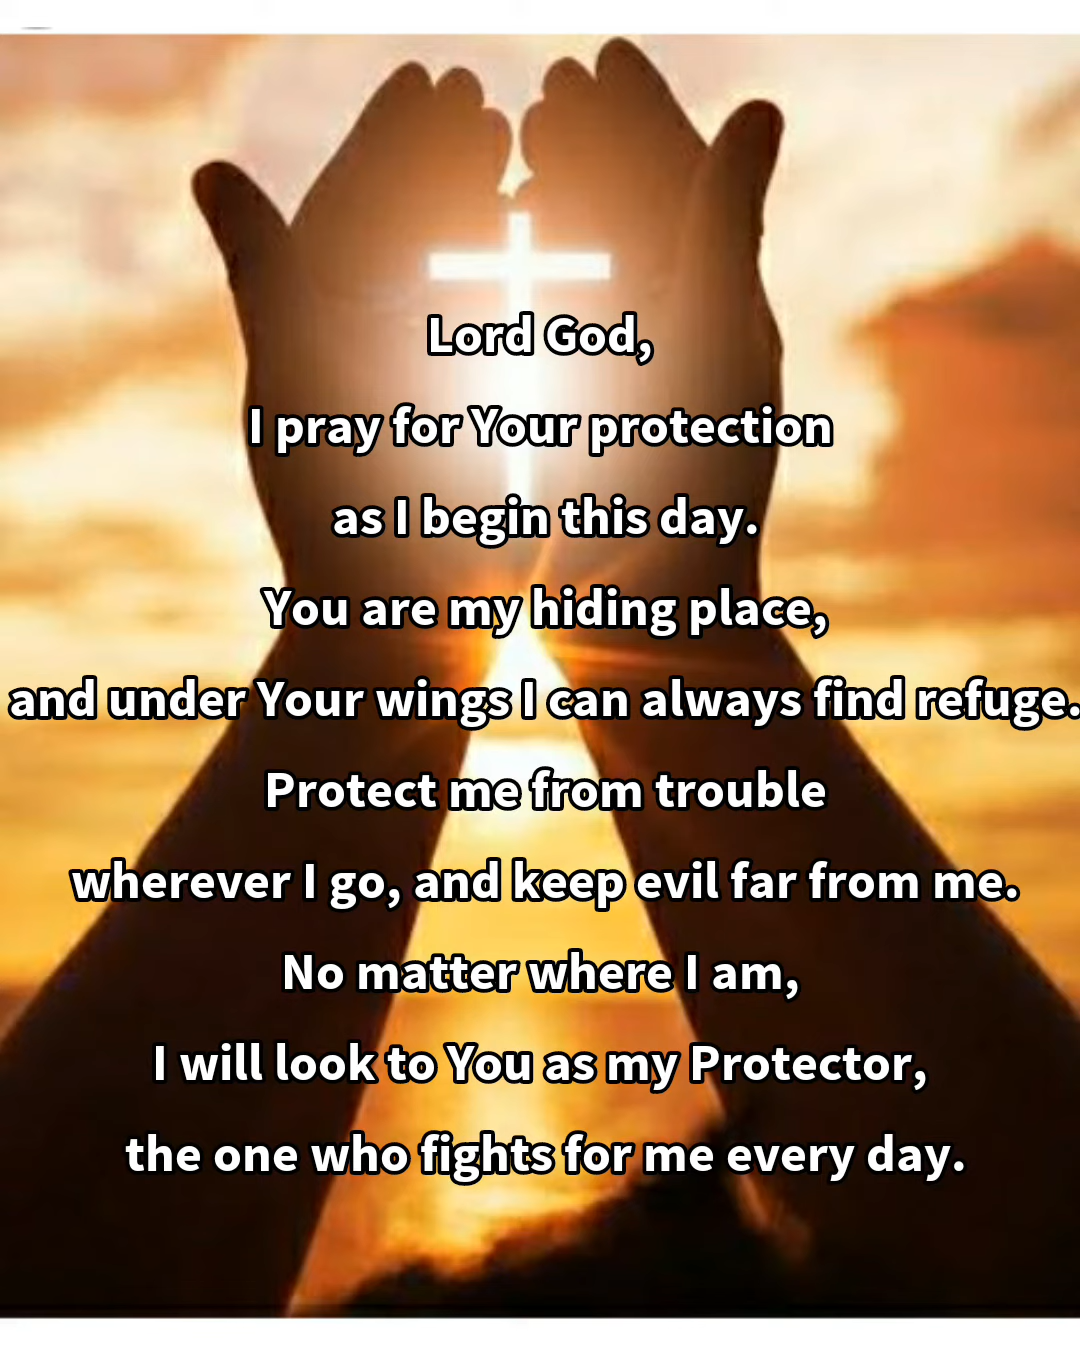 Lord God,
I pray for Your protection
as I begin this day.
You are my hiding place,
and under Your wings I can always find refuge.
Protect me from trouble
wherever I go, and keep evil far from me.
No matter where I am,
I will look to You as my Protector,
the one who fights for me every day.